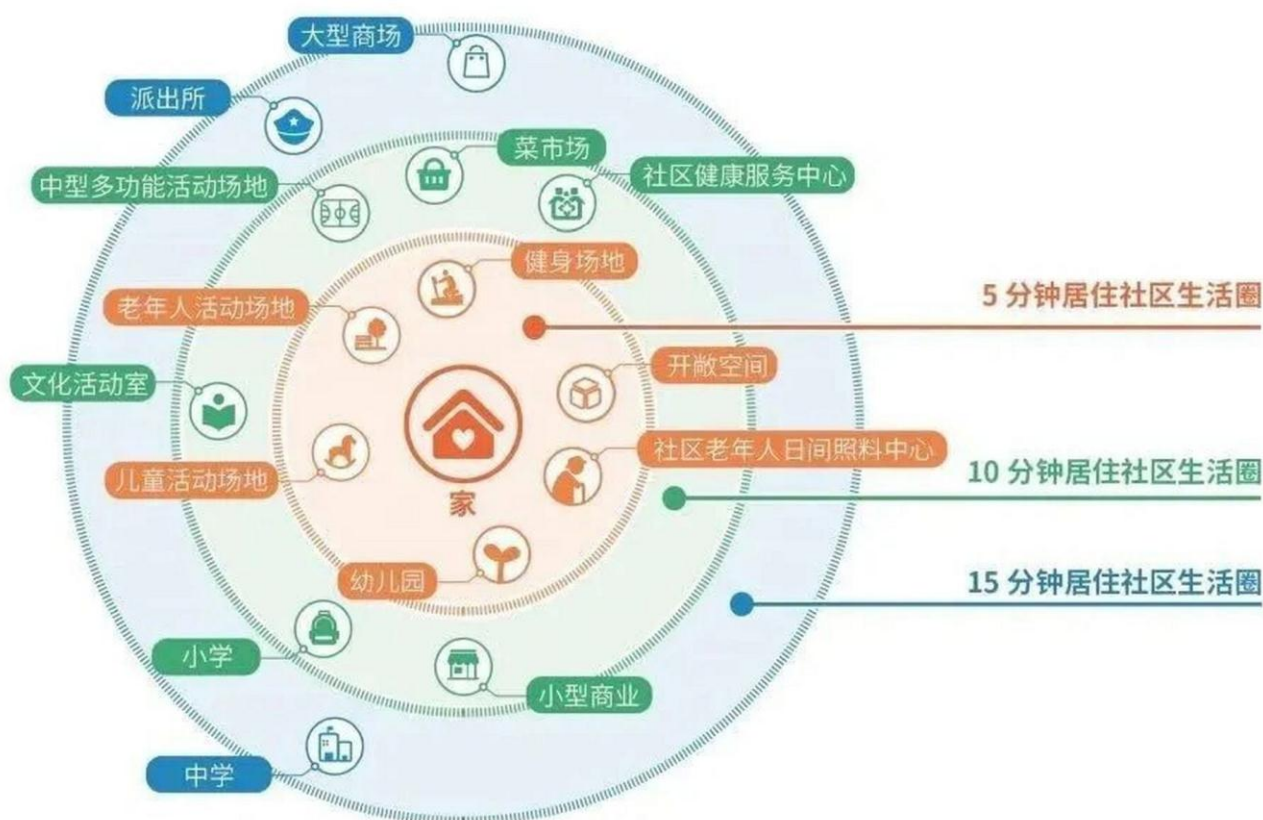 大型商场
派出所
菜市场
中型多功能活动场地
社区健康服务中心
健身场地
5 分钟居住社区生活圈
老年人活动场地
开敞空间
文化活动室
社区老年人日间照料中心
10 分钟居住社区生活圈
儿童活动场地
家
幼儿园
15 分钟居住社区生活圈
小学
小型商业
中学